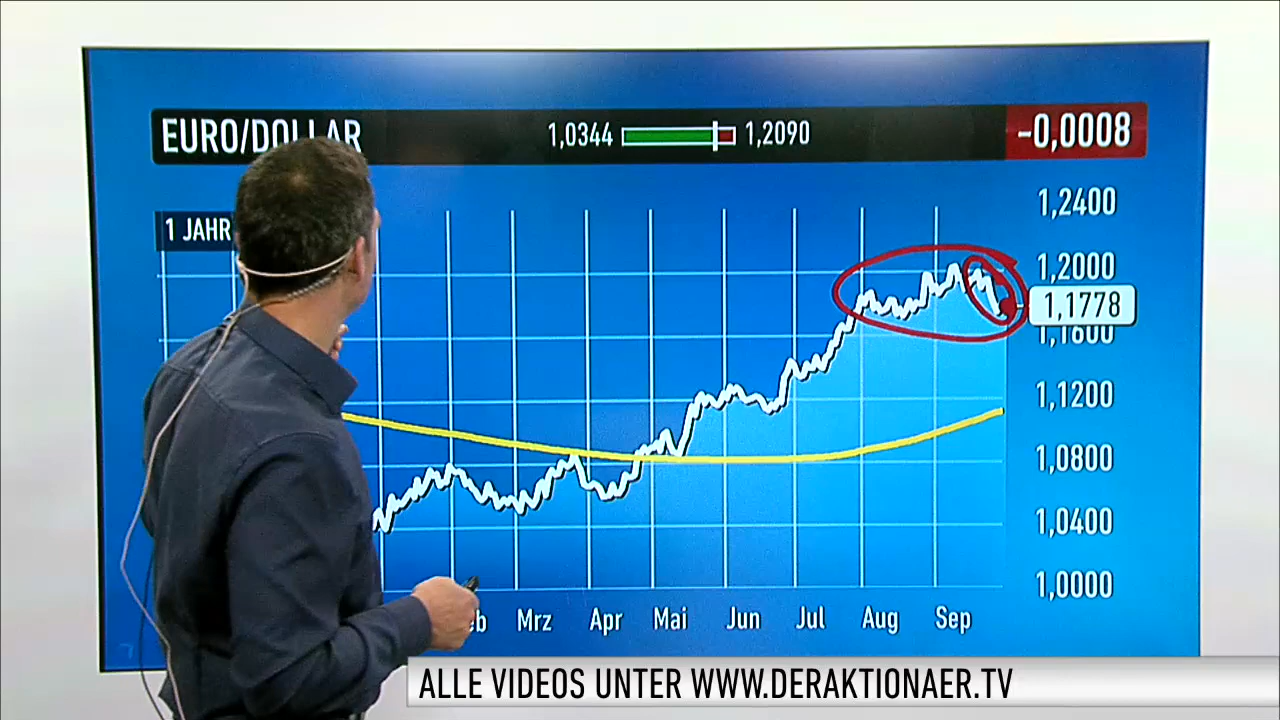 EURO/DOLLAR
1,0344 1,2090
-0,0008
1 JAHR
1,2400
1,2000
1,1778
1,1600
1,1200
1,0800
1,0400
1,0000
Mrz Apr Mai Jun Jul Aug Sep
ALLE VIDEOS UNTER WWW.DERAKTIONAER.TV